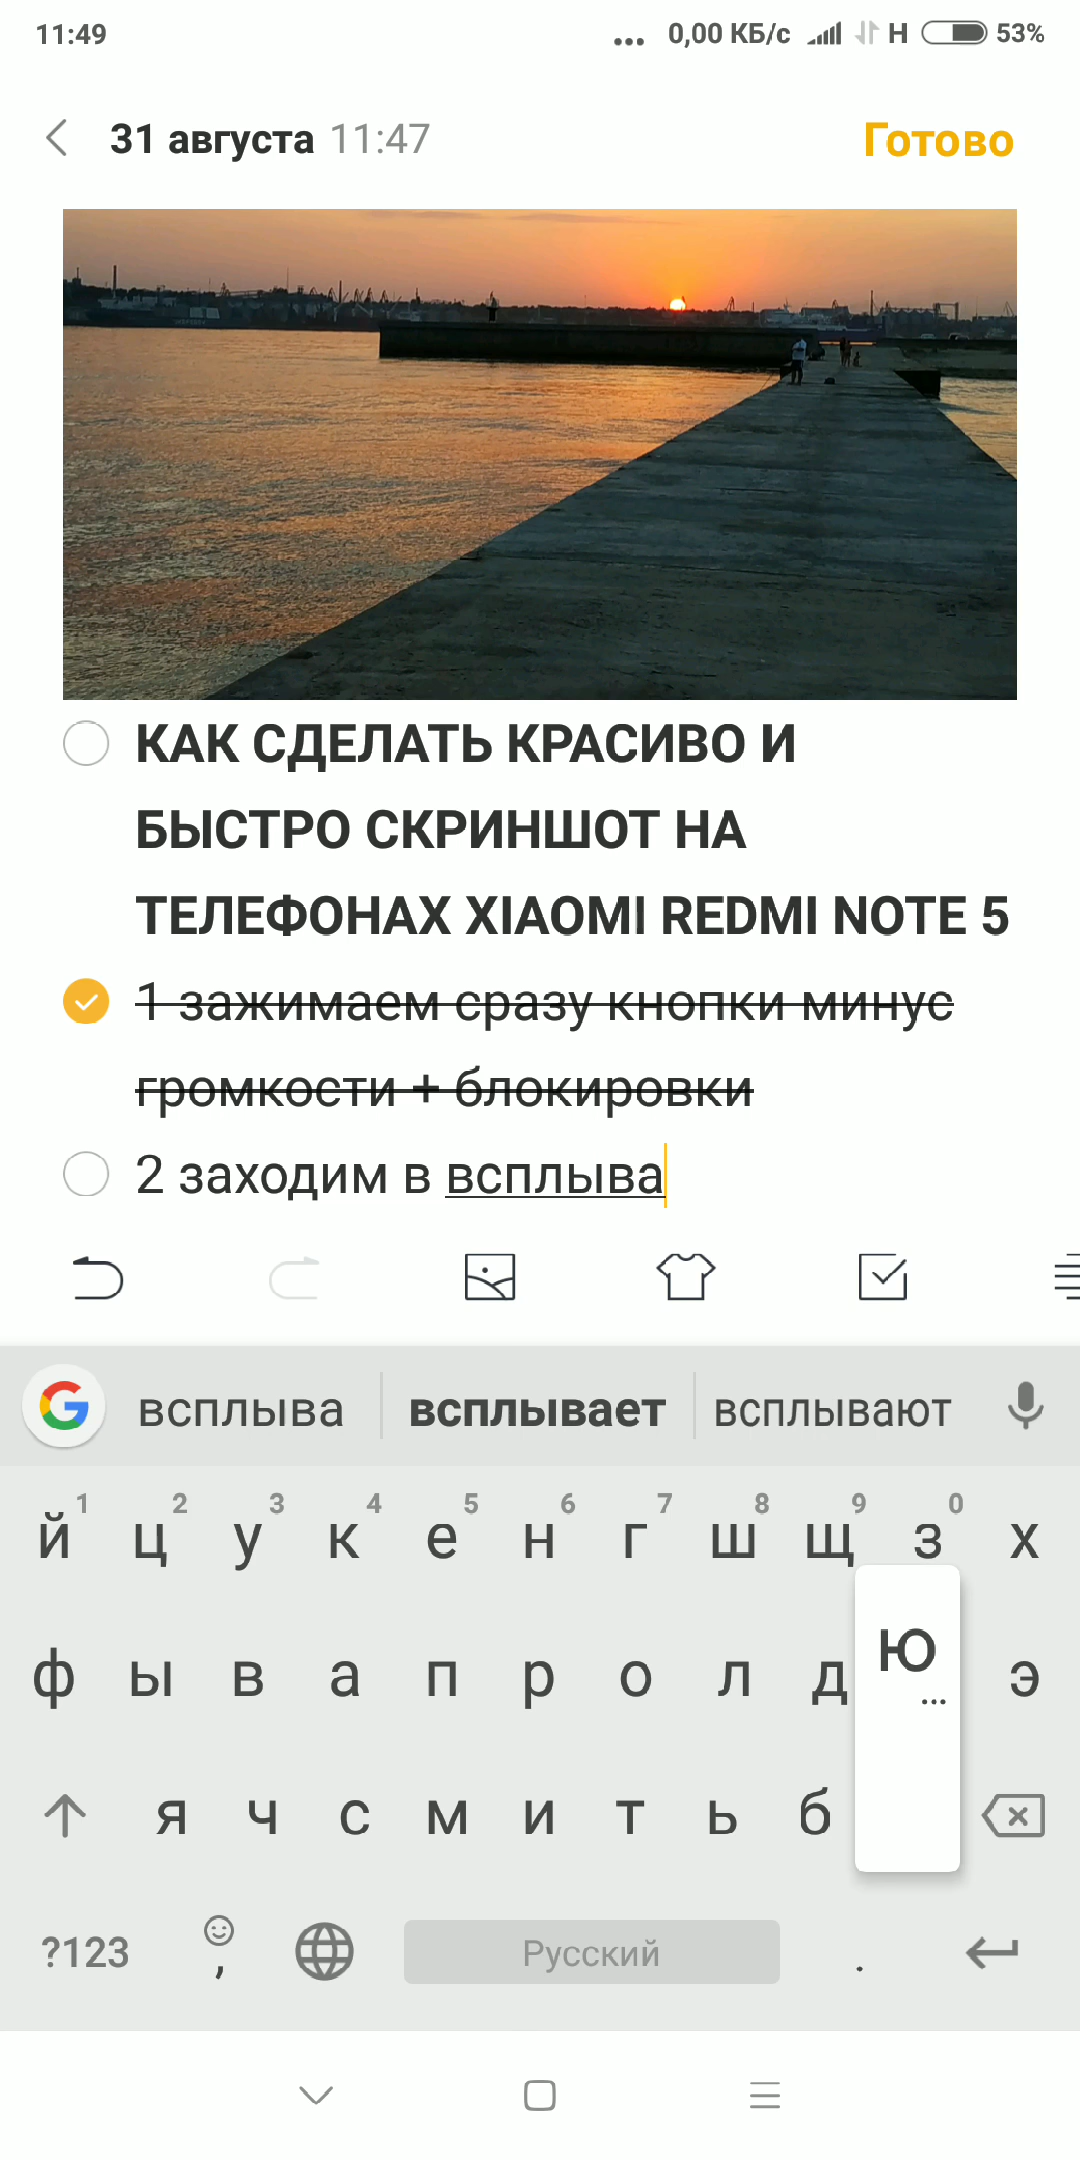 11:49 ... 0,00 КБ/с H 53%
31 августа 11:47 Готово
КАК СДЕЛАТЬ КРАСИВО И
БЫСТРО СКРИНШОТ НА
ТЕЛЕФОНАХ XIAOMI REDMI NOTE 5
1 зажимаем сразу кнопки минус
громкости + блокировки
2 заходим в всплыва
всплыва всплывает всплывают
1 2 3 4 5 6 7 8 9 0
й ц у к е н г ш щ з х
ф ы в а п р о л д ю э
...
я ч с м и т ь б
?123 , Русский .